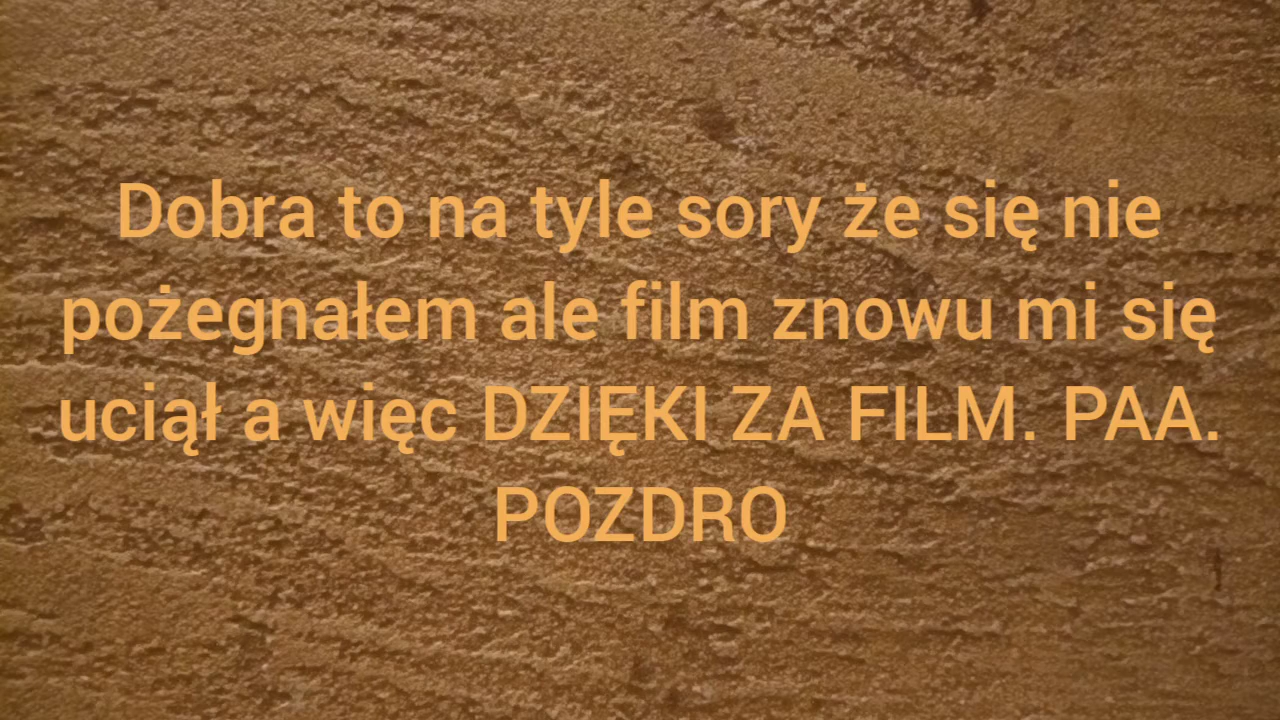 Dobra to na tyle sory że się nie
pożegnałem ale film znowu mi się
uciął a więc DZIĘKI ZA FILM. PAA.
POZDRO